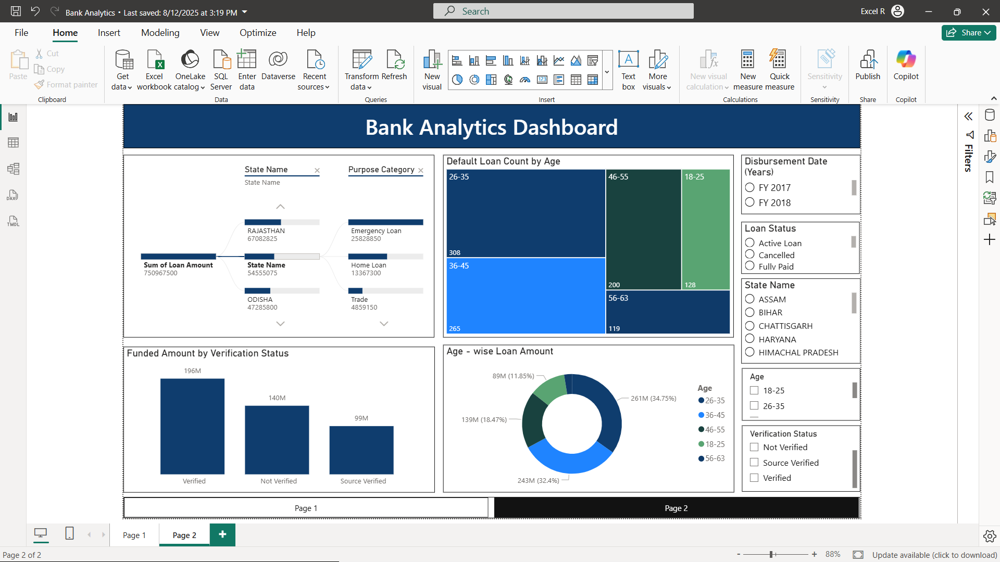 Bank Analytics • Last saved: 8/12/2025 at 3:19 PM
Search
Excel R
File
Home
Insert
Modeling
View
Optimize
Help
Share
Paste
Cut
Copy
Format painter
Clipboard
Get data
Excel workbook
OneLake catalog
SQL Server
Enter data
Dataverse
Recent sources
Data
Transform data
Refresh
Queries
New visual
Insert
Text box
More visuals
New visual calculation
New measure
Quick measure
Calculations
Sensitivity
Sensitivity
Publish
Share
Copilot
Copilot
Bank Analytics Dashboard
State Name
State Name
Purpose Category
RAJASTHAN
67082825
Emergency Loan
25828850
Sum of Loan Amount
750967500
State Name
54555075
Home Loan
13367300
ODISHA
47285800
Trade
4859150
Default Loan Count by Age
26-35
308
36-45
265
46-55
200
18-25
128
56-63
119
Disbursement Date
(Years)
FY 2017
FY 2018
Loan Status
Active Loan
Cancelled
Fully Paid
State Name
ASSAM
BIHAR
CHATTISGARH
HARYANA
HIMACHAL PRADESH
Age
18-25
26-35
Verification Status
Not Verified
Source Verified
Verified
Filters
Funded Amount by Verification Status
196M
140M
99M
Verified
Not Verified
Source Verified
Age - wise Loan Amount
89M (11.85%)
261M (34.75%)
139M (18.47%)
243M (32.4%)
Age
26-35
36-45
46-55
18-25
56-63
Page 1
Page 2
Page 1
Page 2
+
Page 2 of 2
- + 88%
Update available (click to download)
DAX
TMDL